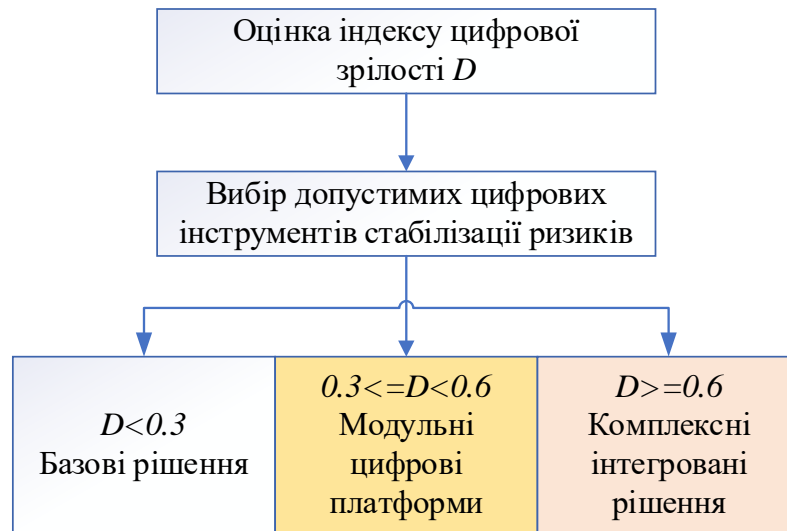 Оцінка індексу цифрової
зрілості D
Вибір допустимих цифрових
інструментів стабілізації ризиків
D<0.3
Базові рішення
0.3<=D<0.6
Модульні
цифрові
платформи
D>=0.6
Комплексні
інтегровані
рішення